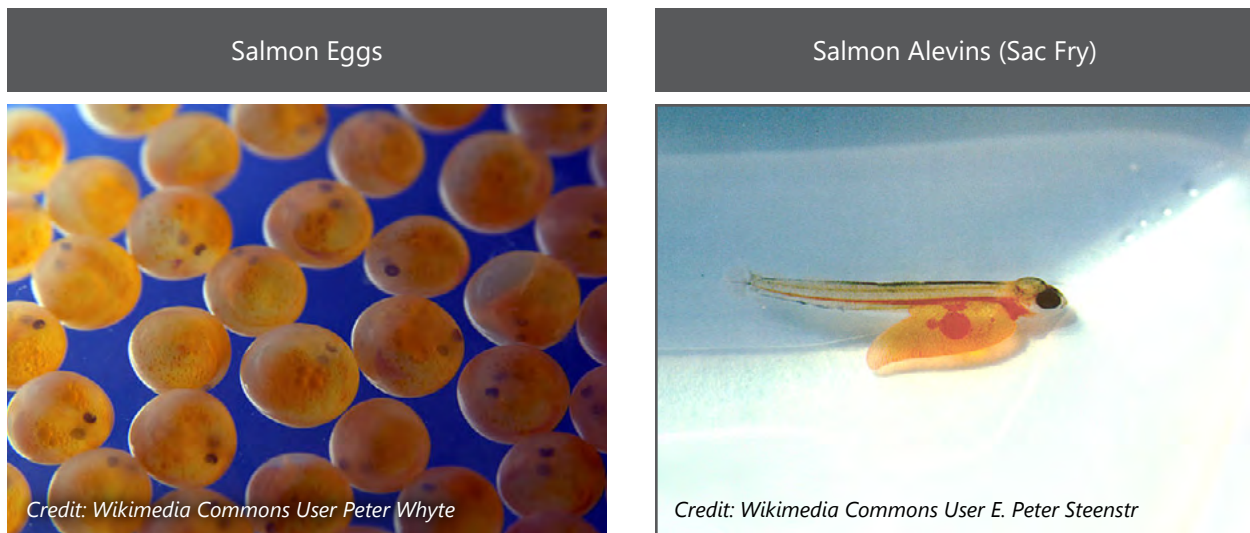 Salmon Eggs
Salmon Alevins (Sac Fry)
Credit: Wikimedia Commons User Peter Whyte
Credit: Wikimedia Commons User E. Peter Steenstr